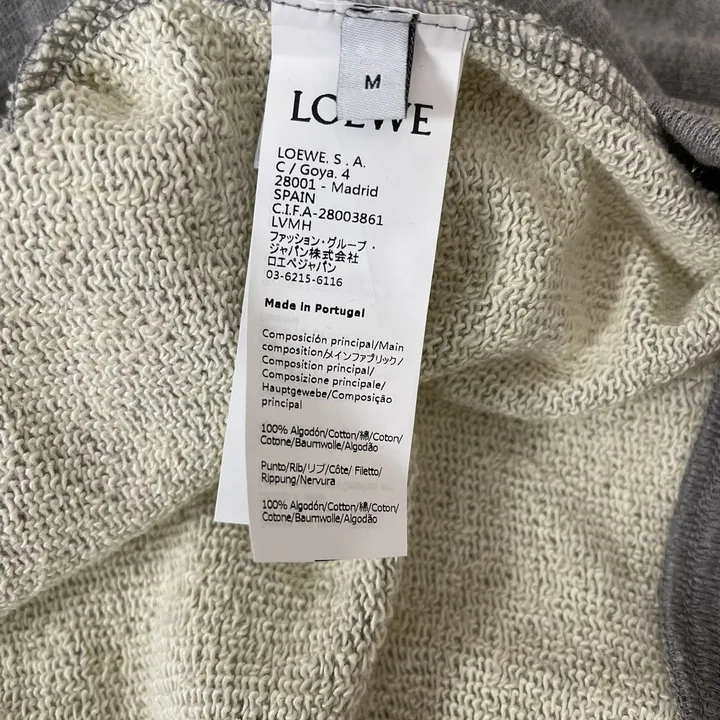 M
LOEWE
LOEWE. S . A.
C / Goya. 4
28001 - Madrid
SPAIN
C.I.F.A-28003861
LVMH
ファッション・グループ・
ジャパン株式会社
ロエベジャパン
03-6215-6116
Made in Portugal
Composición principal/Main
composition/メインファブリック/
Composition principal/
Composizione principale/
Hauptgewebe/Composição
principal
100% Algodón/Cotton/綿/Coton/
Cotone/Baumwolle/Algodão
Punto/Rib/リブ/Côte/ Filetto/
Rippung/Nervura
100% Algodón/Cotton/綿/Coton/
Cotone/Baumwolle/Algodão